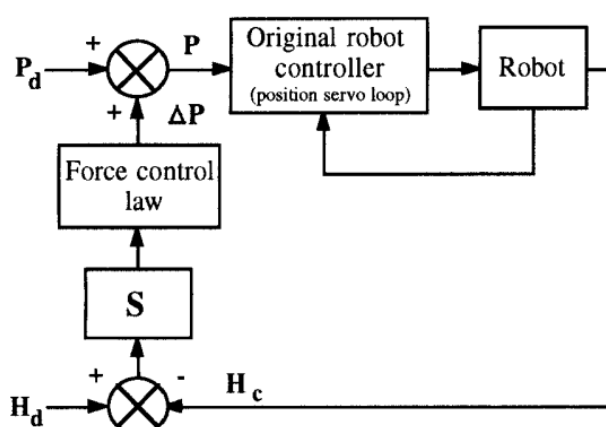 +
P
P_d
+
ΔP
Original robot
controller
(position servo loop)
Robot
Force control
law
S
+
-
H_c
H_d